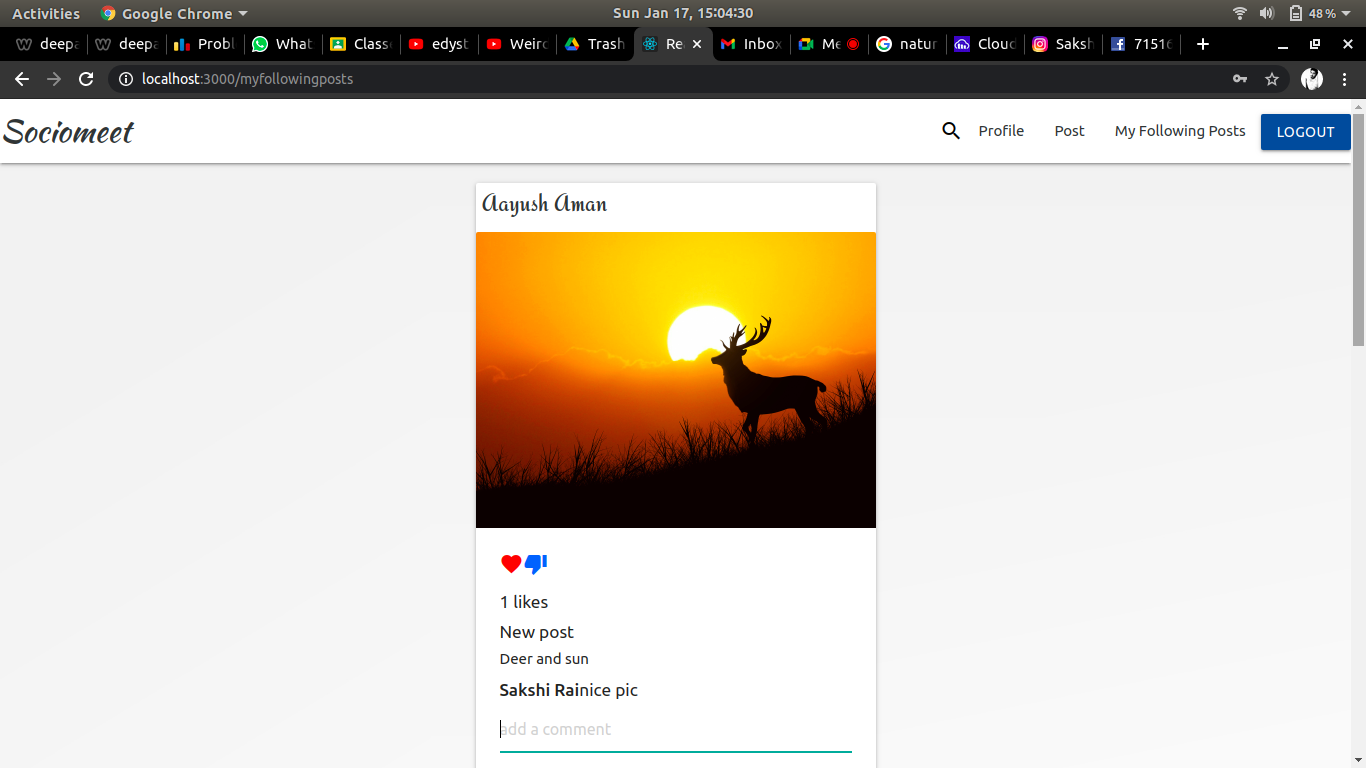 Activities Google Chrome Sun Jan 17, 15:04:30 48%
deepa deepa Probl What Class edyst Weird Trash Re Inbox Me natur Cloud Saksh 7151
localhost:3000/myfollowingposts
Sociomeet Profile Post My Following Posts LOGOUT
Aayush Aman
1 likes
New post
Deer and sun
Sakshi Rainice pic
add a comment